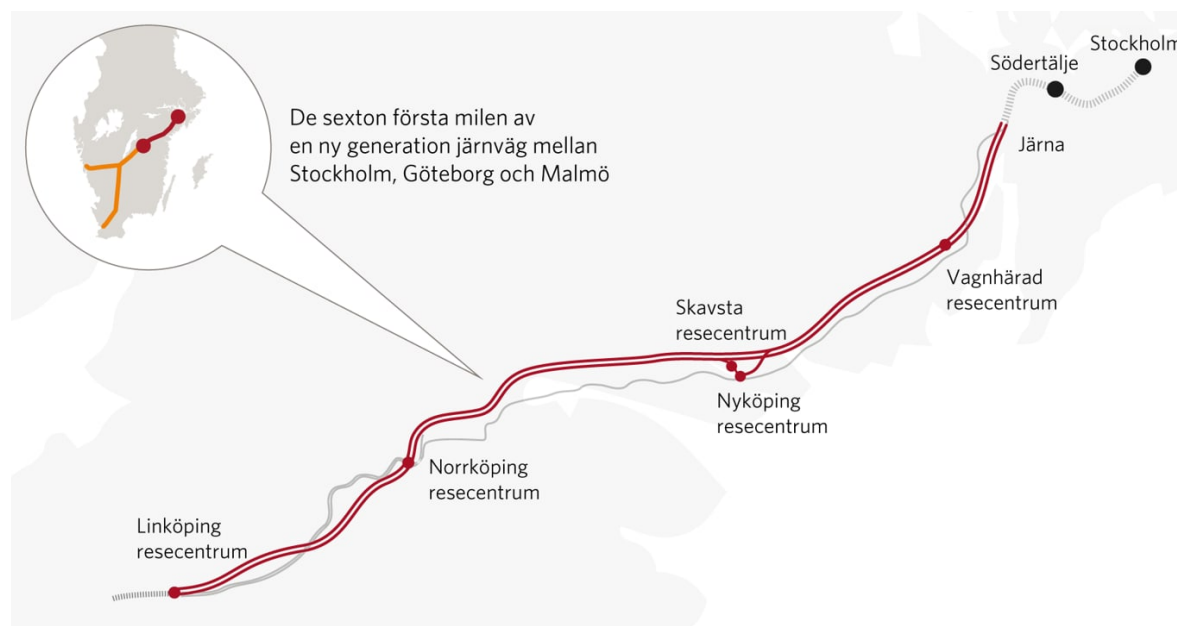 De sexton första milen av
en ny generation järnväg mellan
Stockholm, Göteborg och Malmö
Stockholm
Södertälje
Järna
Vagnhärad
resecentrum
Skavsta
resecentrum
Nyköping
resecentrum
Norrköping
resecentrum
Linköping
resecentrum